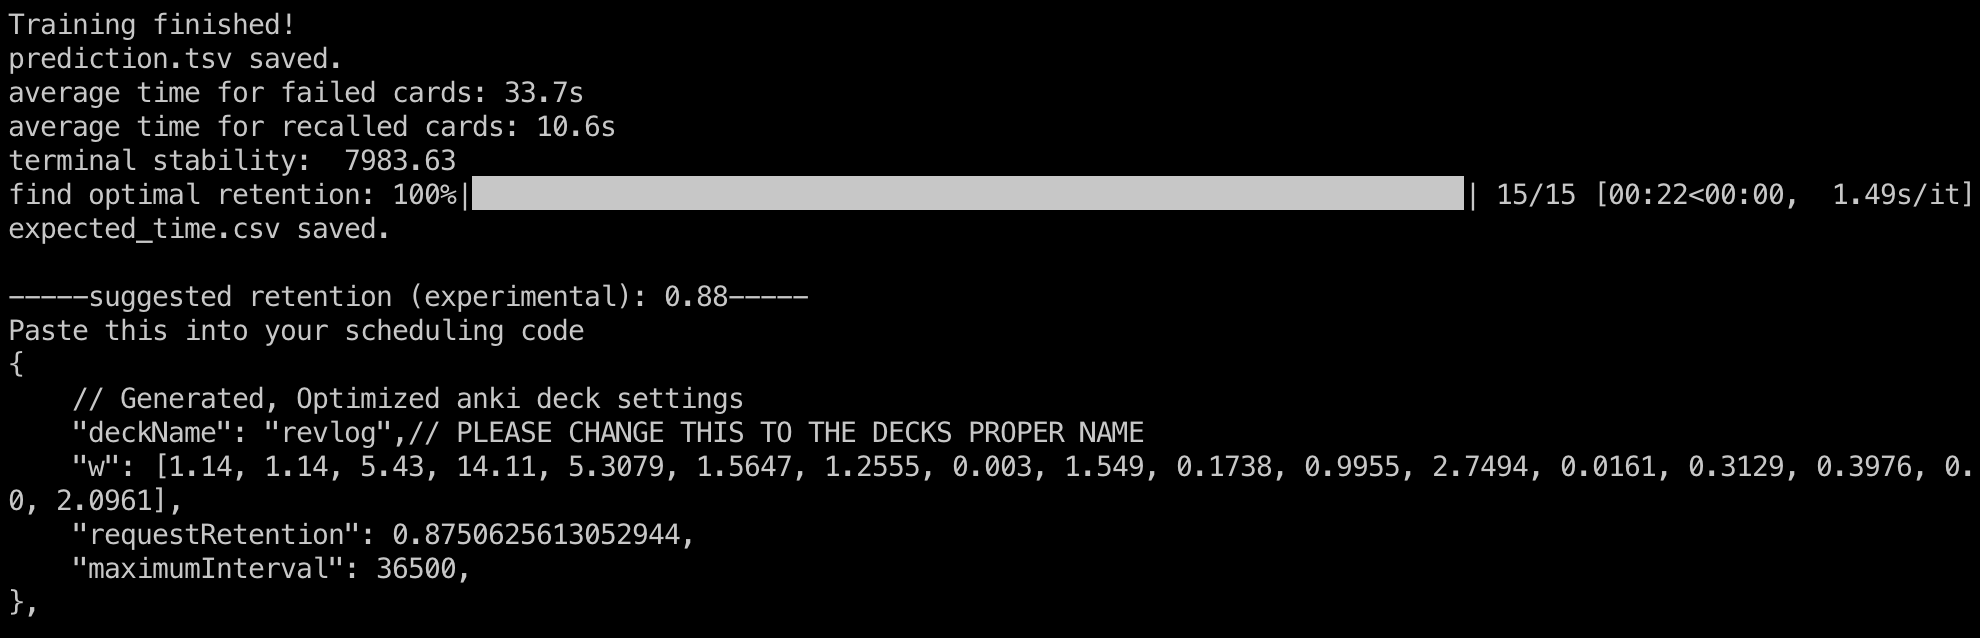 Training finished!
prediction.tsv saved.
average time for failed cards: 33.7s
average time for recalled cards: 10.6s
terminal stability:  7983.63
find optimal retention: 100%|██████████████████████████████| 15/15 [00:22<00:00,  1.49s/it]
expected_time.csv saved.

-----suggested retention (experimental): 0.88-----
Paste this into your scheduling code
{
    // Generated, Optimized anki deck settings
    "deckName": "revlog",// PLEASE CHANGE THIS TO THE DECKS PROPER NAME
    "w": [1.14, 1.14, 5.43, 14.11, 5.3079, 1.5647, 1.2555, 0.003, 1.549, 0.1738, 0.9955, 2.7494, 0.0161, 0.3129, 0.3976, 0.
0, 2.0961],
    "requestRetention": 0.8750625613052944,
    "maximumInterval": 36500,
},